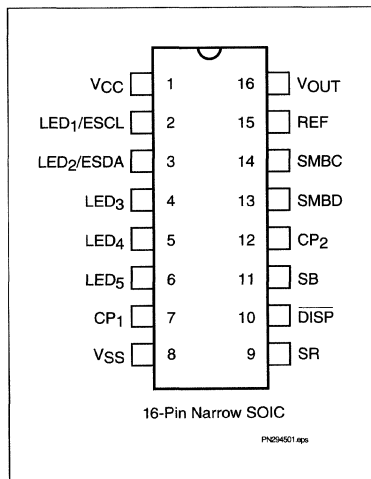 VCC 1 16 VOUT
LED1/ESCL 2 15 REF
LED2/ESDA 3 14 SMBC
LED3 4 13 SMBD
LED4 5 12 CP2
LED5 6 11 SB
CP1 7 10 DISP
VSS 8 9 SR
16-Pin Narrow SOIC
PN294501.eps